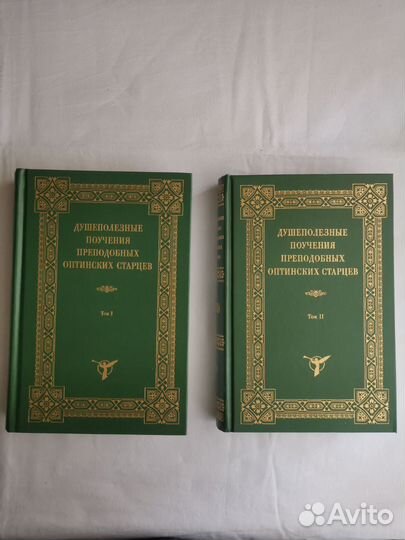 ДУШЕПОЛЕЗНЫЕ
ПОУЧЕНИЯ
ПРЕПОДОБНЫХ
ОПТИНСКИХ СТАРЦЕВ
Том I
ДУШЕПОЛЕЗНЫЕ
ПОУЧЕНИЯ
ПРЕПОДОБНЫХ
ОПТИНСКИХ СТАРЦЕВ
Том II
Avito